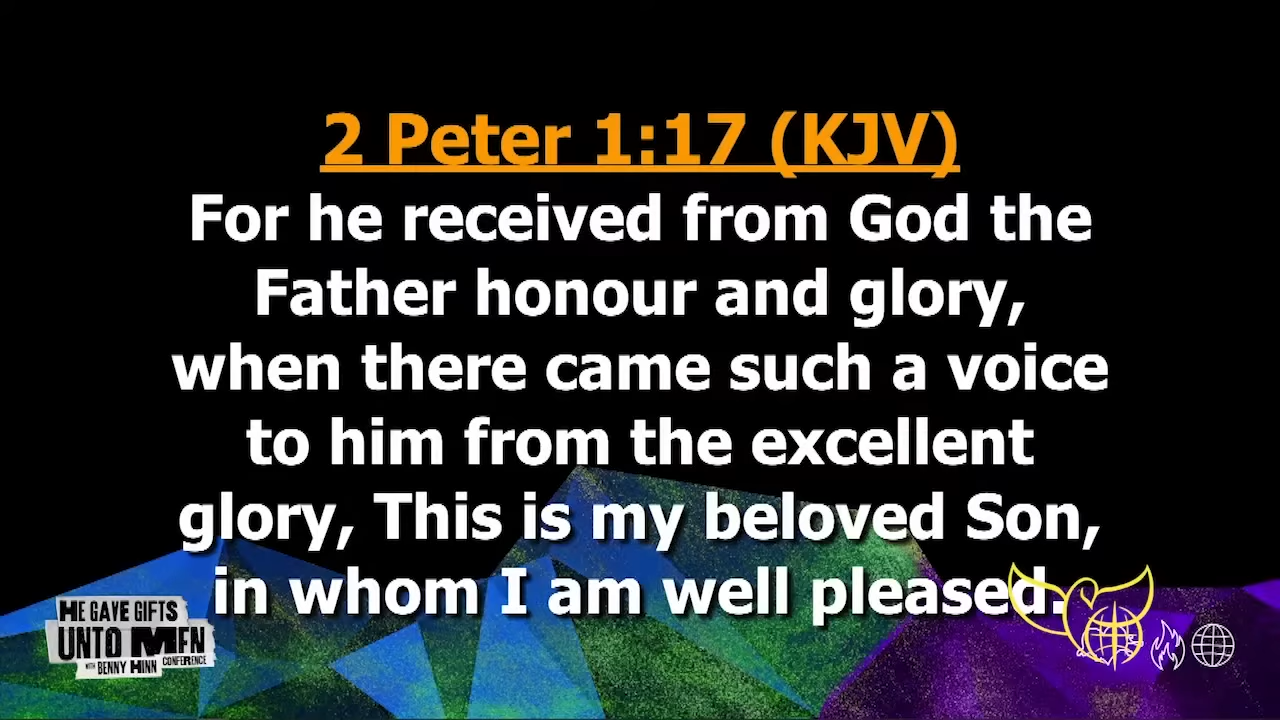 2 Peter 1:17 (KJV)
For he received from God the
Father honour and glory,
when there came such a voice
to him from the excellent
glory, This is my beloved Son,
in whom I am well pleased.
HE GAVE GIFTS
UNTO MEN
WITH BENNY HINN CONFERENCE